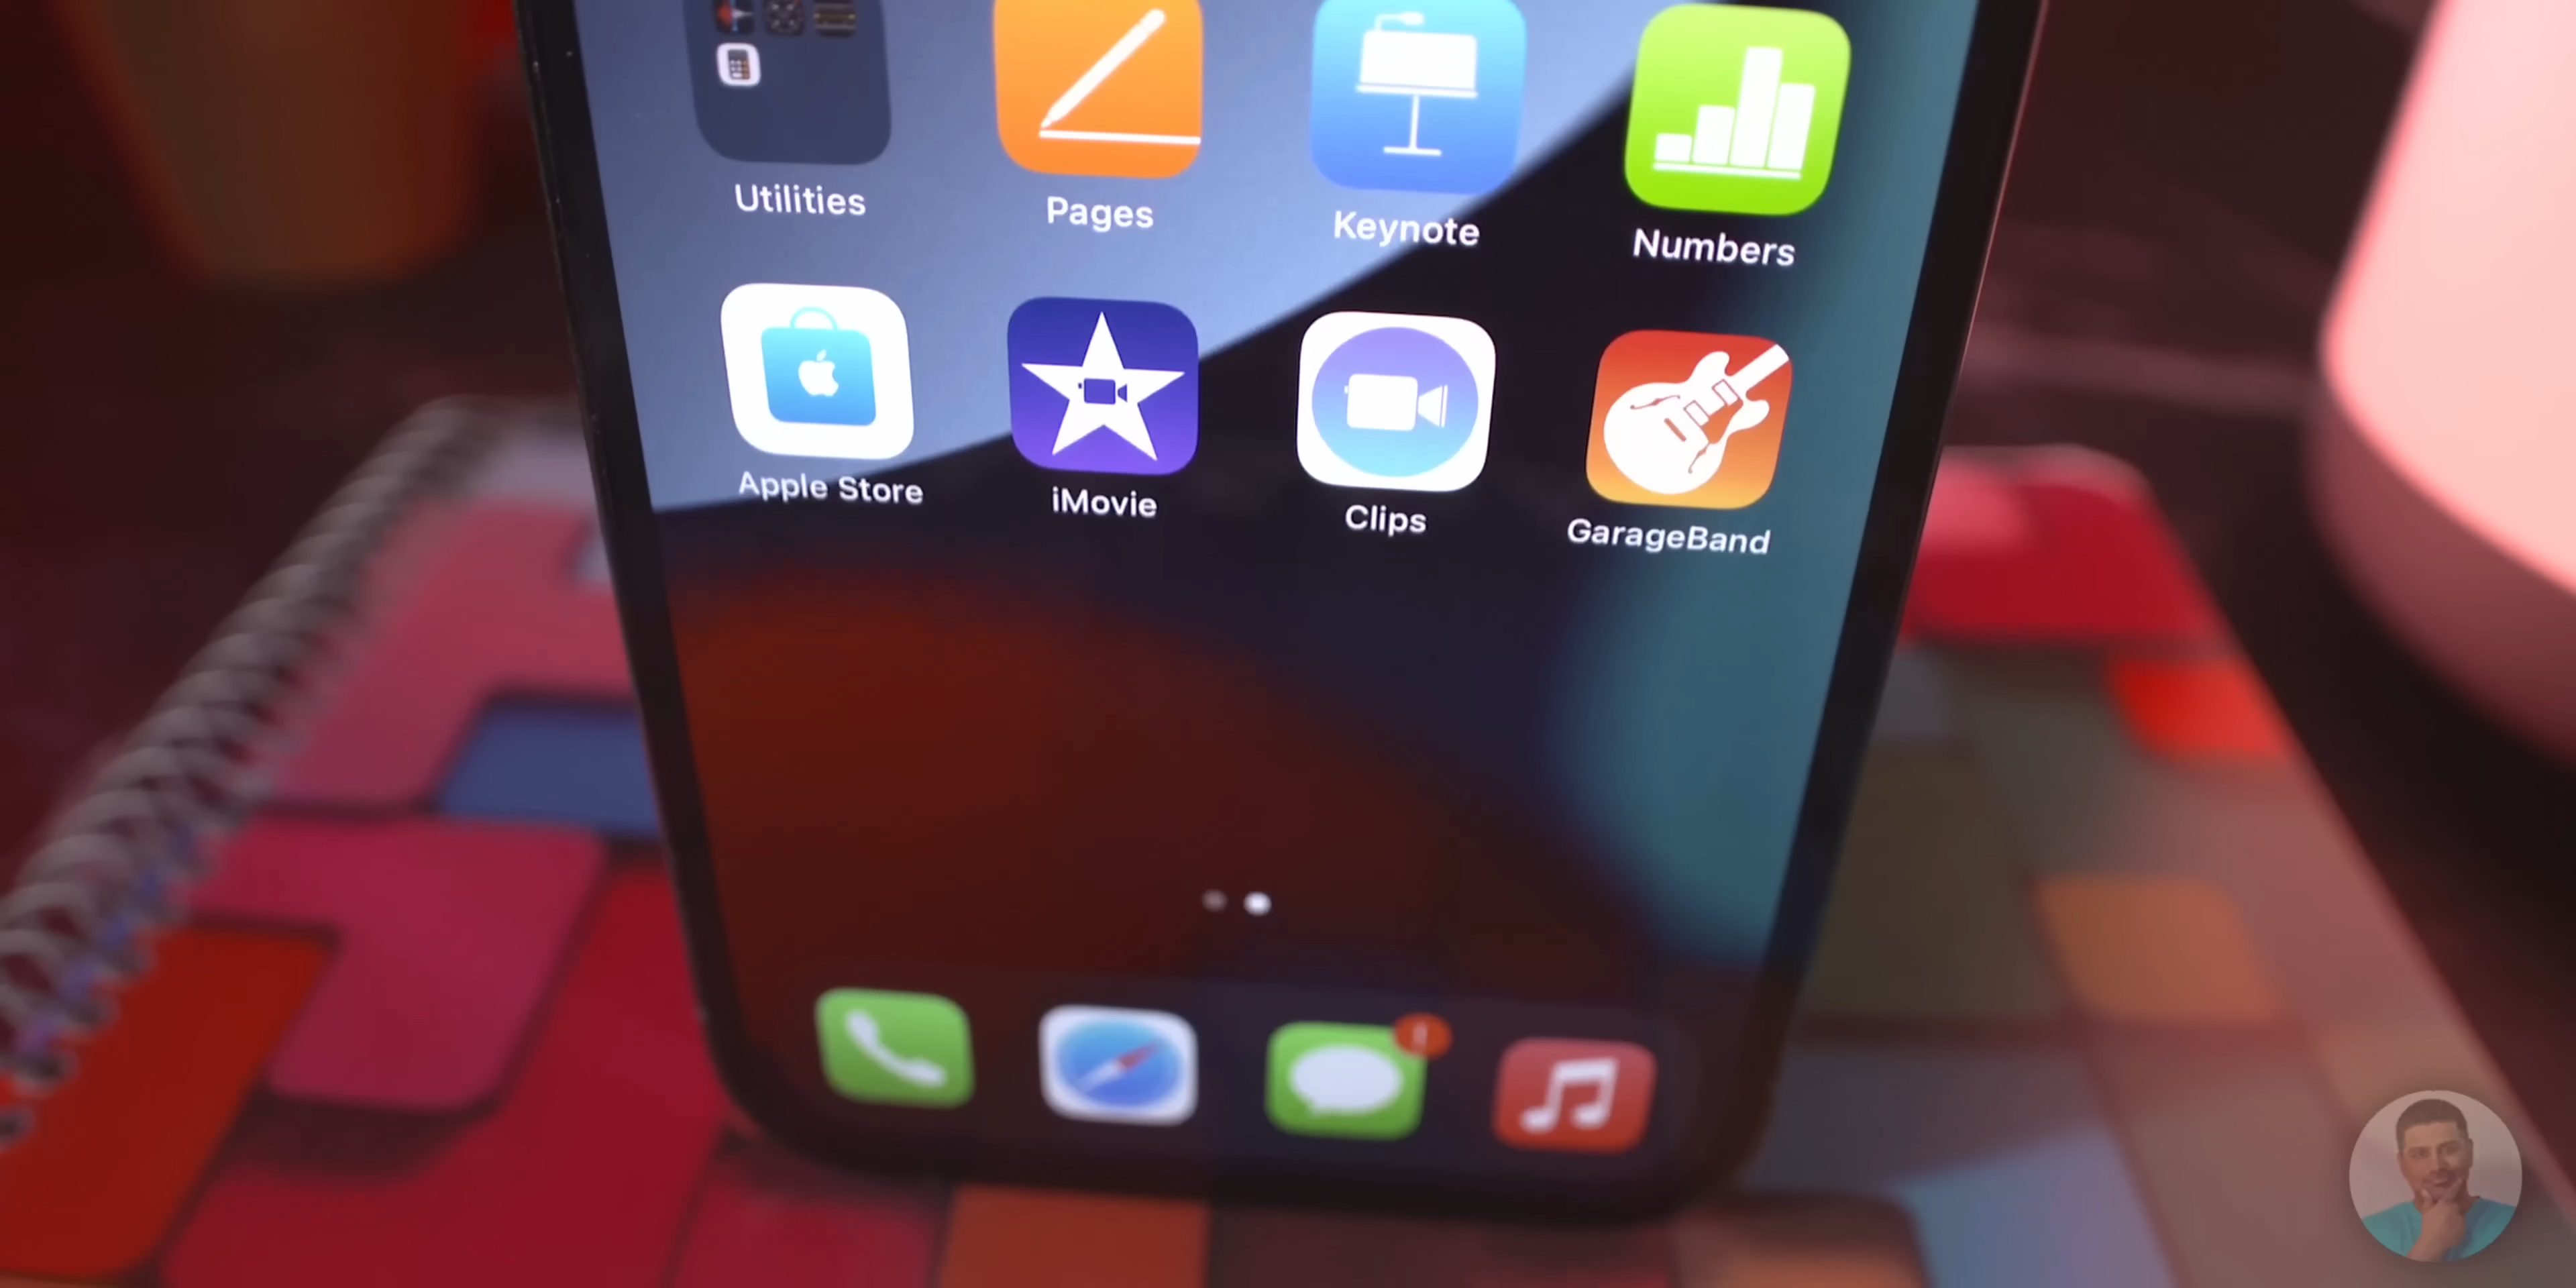 Utilities
Pages
Keynote
Numbers
Apple Store
iMovie
Clips
GarageBand